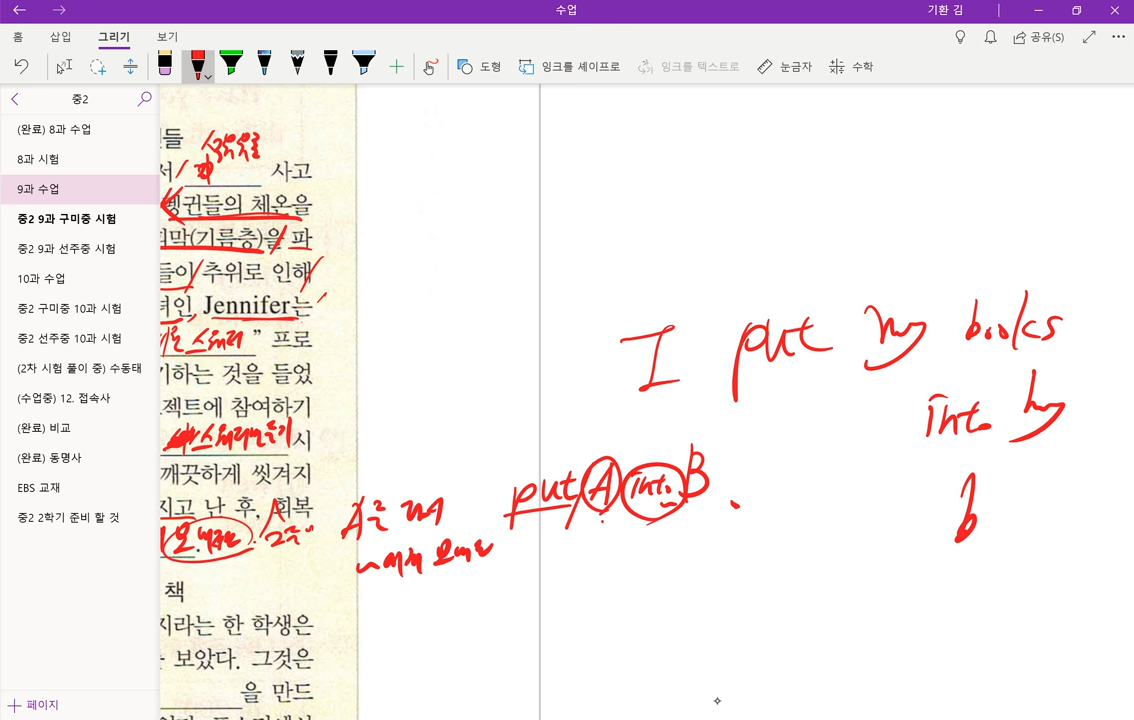 수업
기환 김
홈 삽입 그리기 보기
공유(S)
도형 잉크를 셰이프로 잉크를 텍스트로 눈금자 수학
중2
(완료) 8과 수업
8과 시험
9과 수업
중2 9과 구미중 시험
중2 9과 선주중 시험
10과 수업
중2 구미중 10과 시험
중2 선주중 10과 시험
(2차 시험 풀이 중) 수동태
(수업중) 12. 접속사
(완료) 비교
(완료) 동명사
EBS 교재
중2 2학기 준비 할 것
페이지
들
서 사고
펭귄들의 체온을
막(기름층)을 파
들이 추위로 인해
인, Jennifer는
스웨터 ” 프로
하는 것을 들었
젝트에 참여하기
시
깨끗하게 씻겨지
지고 난 후, 회복
책
지라는 한 학생은
보았다. 그것은
을 만드
I put my books
into my
b
put A into B